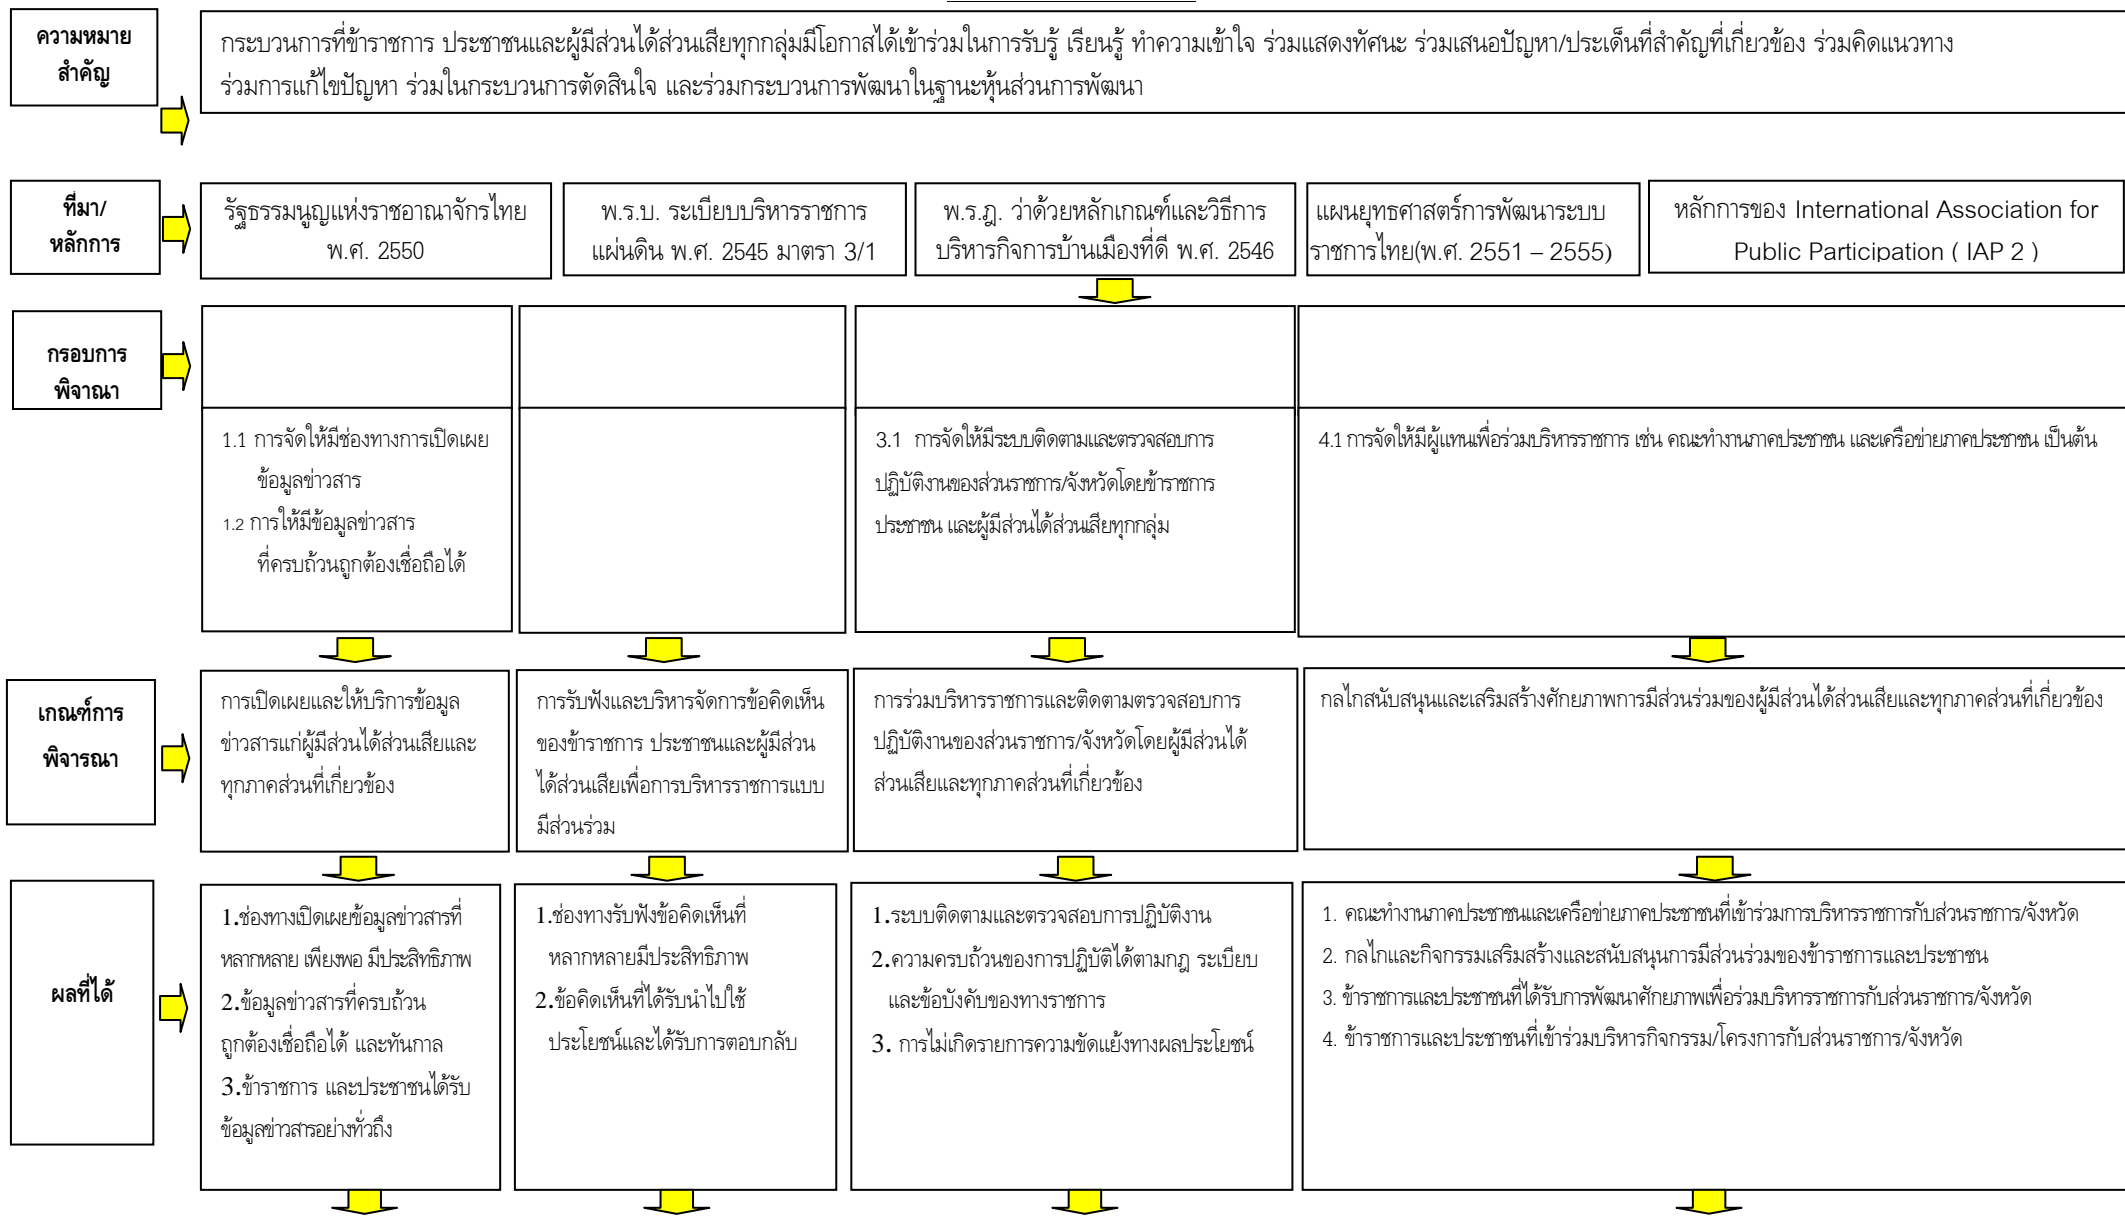 ความหมาย
สำคัญ
กระบวนการที่ข้าราชการ ประชาชนและผู้มีส่วนได้ส่วนเสียทุกกลุ่มมีโอกาสได้เข้าร่วมในการรับรู้ เรียนรู้ ทำความเข้าใจ ร่วมแสดงทัศนะ ร่วมเสนอปัญหา/ประเด็นที่สำคัญที่เกี่ยวข้อง ร่วมคิดแนวทาง
ร่วมการแก้ไขปัญหา ร่วมในกระบวนการตัดสินใจ และร่วมกระบวนการพัฒนาในฐานะหุ้นส่วนการพัฒนา
ที่มา/
หลักการ
รัฐธรรมนูญแห่งราชอาณาจักรไทย
พ.ศ. 2550
พ.ร.บ. ระเบียบบริหารราชการ
แผ่นดิน พ.ศ. 2545 มาตรา 3/1
พ.ร.ฎ. ว่าด้วยหลักเกณฑ์และวิธีการ
บริหารกิจการบ้านเมืองที่ดี พ.ศ. 2546
แผนยุทธศาสตร์การพัฒนาระบบ
ราชการไทย(พ.ศ. 2551 – 2555)
หลักการของ International Association for
Public Participation ( IAP 2 )
กรอบการ
พิจาณา
1.1 การจัดให้มีช่องทางการเปิดเผย
ข้อมูลข่าวสาร
1.2 การให้มีข้อมูลข่าวสาร
ที่ครบถ้วนถูกต้องเชื่อถือได้
3.1 การจัดให้มีระบบติดตามและตรวจสอบการ
ปฏิบัติงานของส่วนราชการ/จังหวัดโดยข้าราชการ
ประชาชน และผู้มีส่วนได้ส่วนเสียทุกกลุ่ม
4.1 การจัดให้มีผู้แทนเพื่อร่วมบริหารราชการ เช่น คณะทำงานภาคประชาชน และเครือข่ายภาคประชาชน เป็นต้น
เกณฑ์การ
พิจารณา
การเปิดเผยและให้บริการข้อมูล
ข่าวสารแก่ผู้มีส่วนได้ส่วนเสียและ
ทุกภาคส่วนที่เกี่ยวข้อง
การรับฟังและบริหารจัดการข้อคิดเห็น
ของข้าราชการ ประชาชนและผู้มีส่วน
ได้ส่วนเสียเพื่อการบริหารราชการแบบ
มีส่วนร่วม
การร่วมบริหารราชการและติดตามตรวจสอบการ
ปฏิบัติงานของส่วนราชการ/จังหวัดโดยผู้มีส่วนได้
ส่วนเสียและทุกภาคส่วนที่เกี่ยวข้อง
กลไกสนับสนุนและเสริมสร้างศักยภาพการมีส่วนร่วมของผู้มีส่วนได้ส่วนเสียและทุกภาคส่วนที่เกี่ยวข้อง
ผลที่ได้
1.ช่องทางเปิดเผยข้อมูลข่าวสารที่
หลากหลาย เพียงพอ มีประสิทธิภาพ
2.ข้อมูลข่าวสารที่ครบถ้วน
ถูกต้องเชื่อถือได้ และทันกาล
3.ข้าราชการ และประชาชนได้รับ
ข้อมูลข่าวสารอย่างทั่วถึง
1.ช่องทางรับฟังข้อคิดเห็นที่
หลากหลายมีประสิทธิภาพ
2.ข้อคิดเห็นที่ได้รับนำไปใช้
ประโยชน์และได้รับการตอบกลับ
1.ระบบติดตามและตรวจสอบการปฏิบัติงาน
2.ความครบถ้วนของการปฏิบัติได้ตามกฎ ระเบียบ
และข้อบังคับของทางราชการ
3. การไม่เกิดรายการความขัดแย้งทางผลประโยชน์
1. คณะทำงานภาคประชาชนและเครือข่ายภาคประชาชนที่เข้าร่วมการบริหารราชการกับส่วนราชการ/จังหวัด
2. กลไกและกิจกรรมเสริมสร้างและสนับสนุนการมีส่วนร่วมของข้าราชการและประชาชน
3. ข้าราชการและประชาชนที่ได้รับการพัฒนาศักยภาพเพื่อร่วมบริหารราชการกับส่วนราชการ/จังหวัด
4. ข้าราชการและประชาชนที่เข้าร่วมบริหารกิจกรรม/โครงการกับส่วนราชการ/จังหวัด